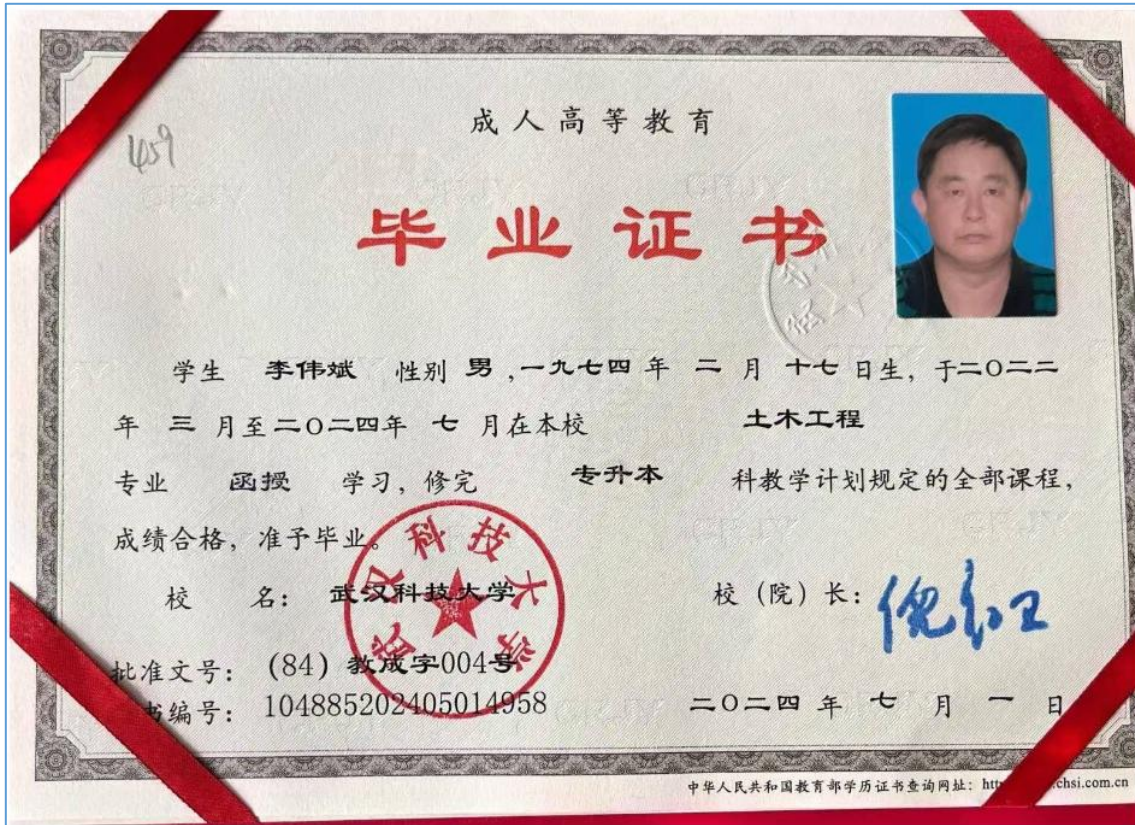 成人高等教育
459
毕业证书
学生 李伟斌 性别 男 ,一九七四 年 二 月 十七 日生，于二〇二二
年 三 月至二〇二四年 七 月在本校 土木工程
专业 函授 学习，修完 专升本 科教学计划规定的全部课程，
成绩合格，准予毕业。
武汉科技大学
校 名： 武汉科技大学 校（院）长：
批准文号： (84) 教成字004号
书编号： 104885202405014958 二〇二四 年 七 月 一 日
中华人民共和国教育部学历证书查询网址： htt chsi.com.cn